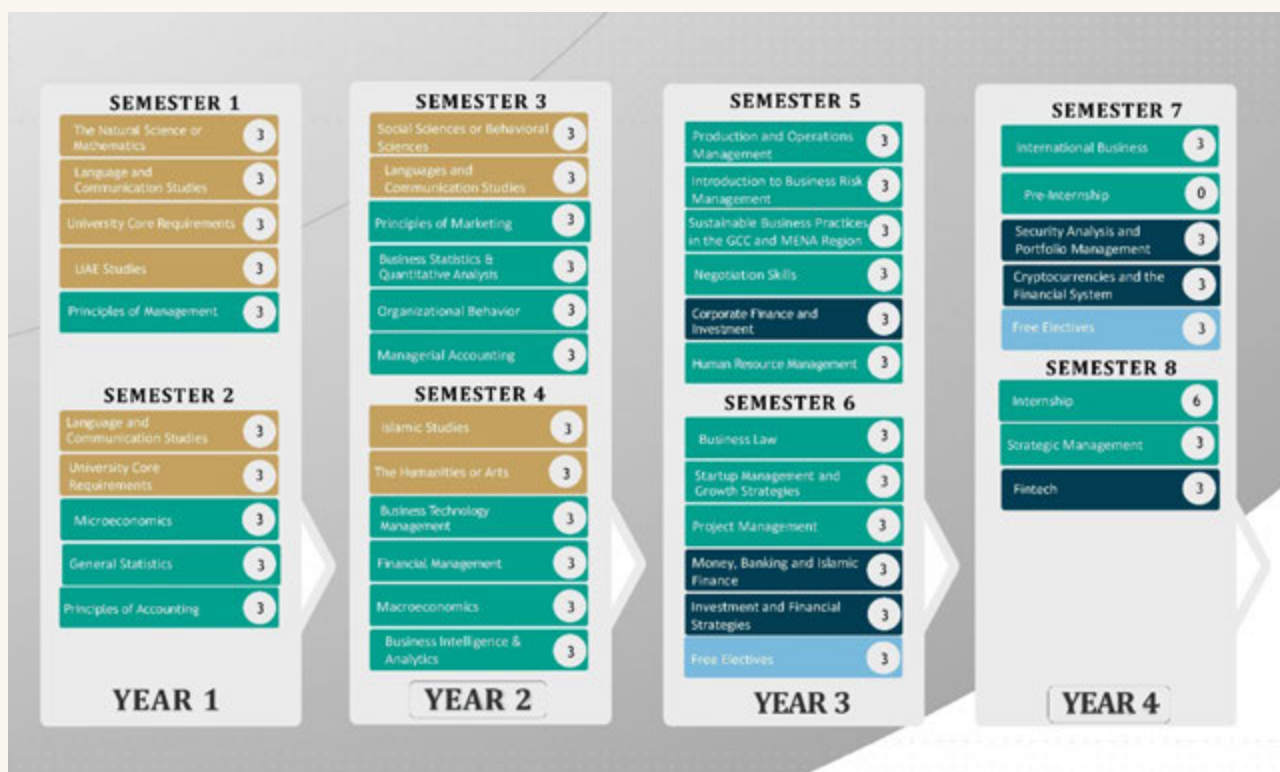 SEMESTER 1
The Natural Science or
Mathematics
3
Language and
Communication Studies
3
University Core Requirements
3
UAE Studies
3
Principles of Management
3
SEMESTER 2
Language and
Communication Studies
3
University Core
Requirements
3
Microeconomics
3
General Statistics
3
Principles of Accounting
3
YEAR 1
SEMESTER 3
Social Sciences or Behavioral
Sciences
3
Languages and
Communication Studies
3
Principles of Marketing
3
Business Statistics &
Quantitative Analysis
3
Organizational Behavior
3
Managerial Accounting
3
SEMESTER 4
Islamic Studies
3
The Humanities or Arts
3
Business Technology
Management
3
Financial Management
3
Macroeconomics
3
Business Intelligence &
Analytics
3
YEAR 2
SEMESTER 5
Production and Operations
Management
3
Introduction to Business Risk
Management
3
Sustainable Business Practices
in the GCC and MENA Region
3
Negotiation Skills
3
Corporate Finance and
Investment
3
Human Resource Management
3
SEMESTER 6
Business Law
3
Startup Management and
Growth Strategies
3
Project Management
3
Money, Banking and Islamic
Finance
3
Investment and Financial
Strategies
3
Free Electives
3
YEAR 3
SEMESTER 7
International Business
3
Pre-Internship
0
Security Analysis and
Portfolio Management
3
Cryptocurrencies and the
Financial System
3
Free Electives
3
SEMESTER 8
Internship
6
Strategic Management
3
Fintech
3
YEAR 4